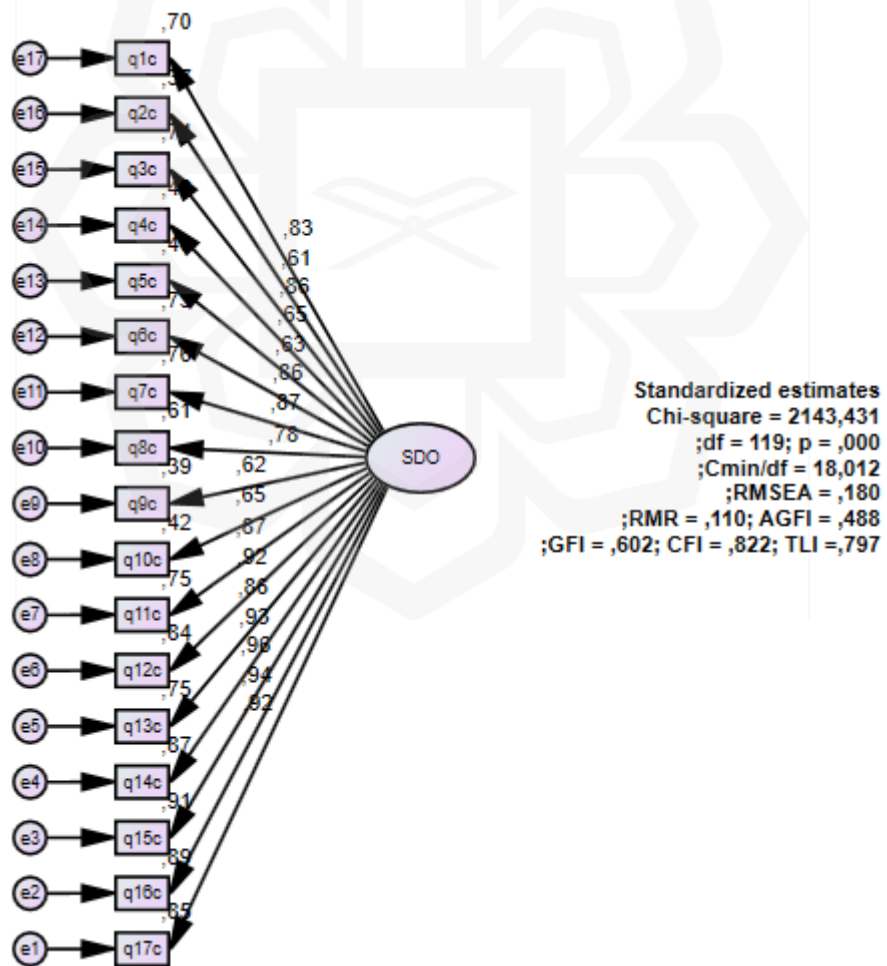 ,70
e17 q1c
,37
e16 q2c
,74
e15 q3c
e14 q4c
,83
,61
e13 q5c
,86
,65
,63
e12 q6c
,86
e11 q7c
,87
,61
,78
e10 q8c
SDO
,39
,62
e9 q9c
,65
,42
,87
e8 q10c
,92
,75
,86
e7 q11c
,93
,84
,96
e6 q12c
,94
,75
,92
e5 q13c
,87
e4 q14c
,91
e3 q15c
,89
e2 q16c
,85
e1 q17c
Standardized estimates
Chi-square = 2143,431
;df = 119; p = ,000
;Cmin/df = 18,012
;RMSEA = ,180
;RMR = ,110; AGFI = ,488
;GFI = ,602; CFI = ,822; TLI =,797